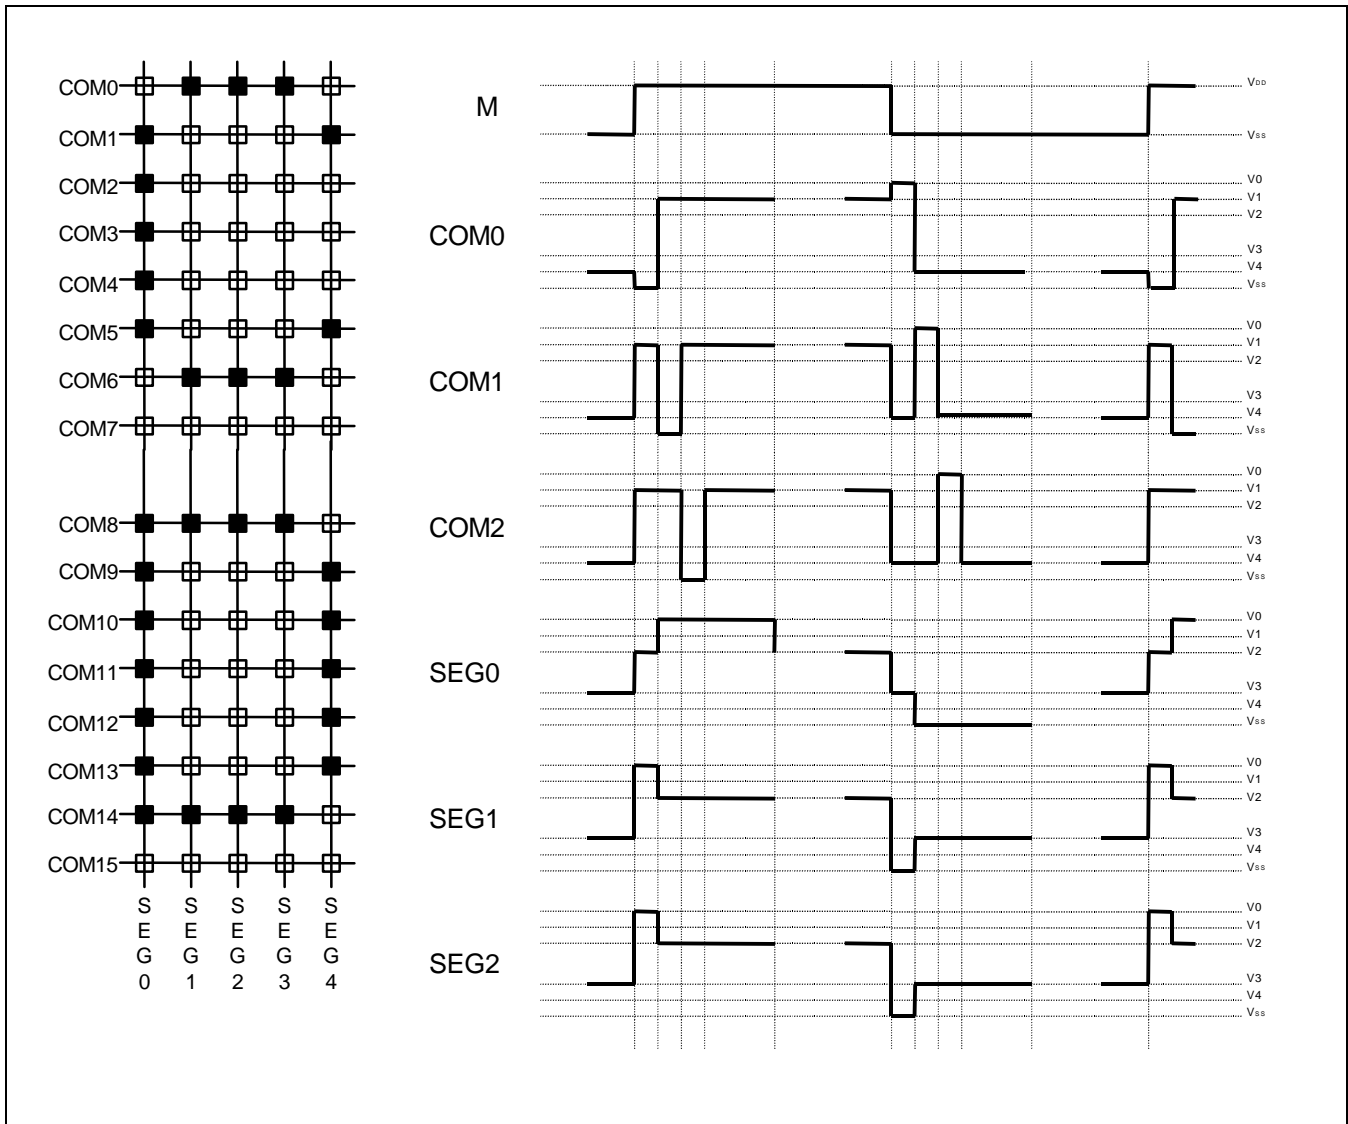 COM0
COM1
COM2
COM3
COM4
COM5
COM6
COM7
COM8
COM9
COM10
COM11
COM12
COM13
COM14
COM15
S
E
G
0
S
E
G
1
S
E
G
2
S
E
G
3
S
E
G
4
M
VDD
VSS
COM0
V0
V1
V2
V3
V4
VSS
COM1
V0
V1
V2
V3
V4
VSS
COM2
V0
V1
V2
V3
V4
VSS
SEG0
V0
V1
V2
V3
V4
VSS
SEG1
V0
V1
V2
V3
V4
VSS
SEG2
V0
V1
V2
V3
V4
VSS